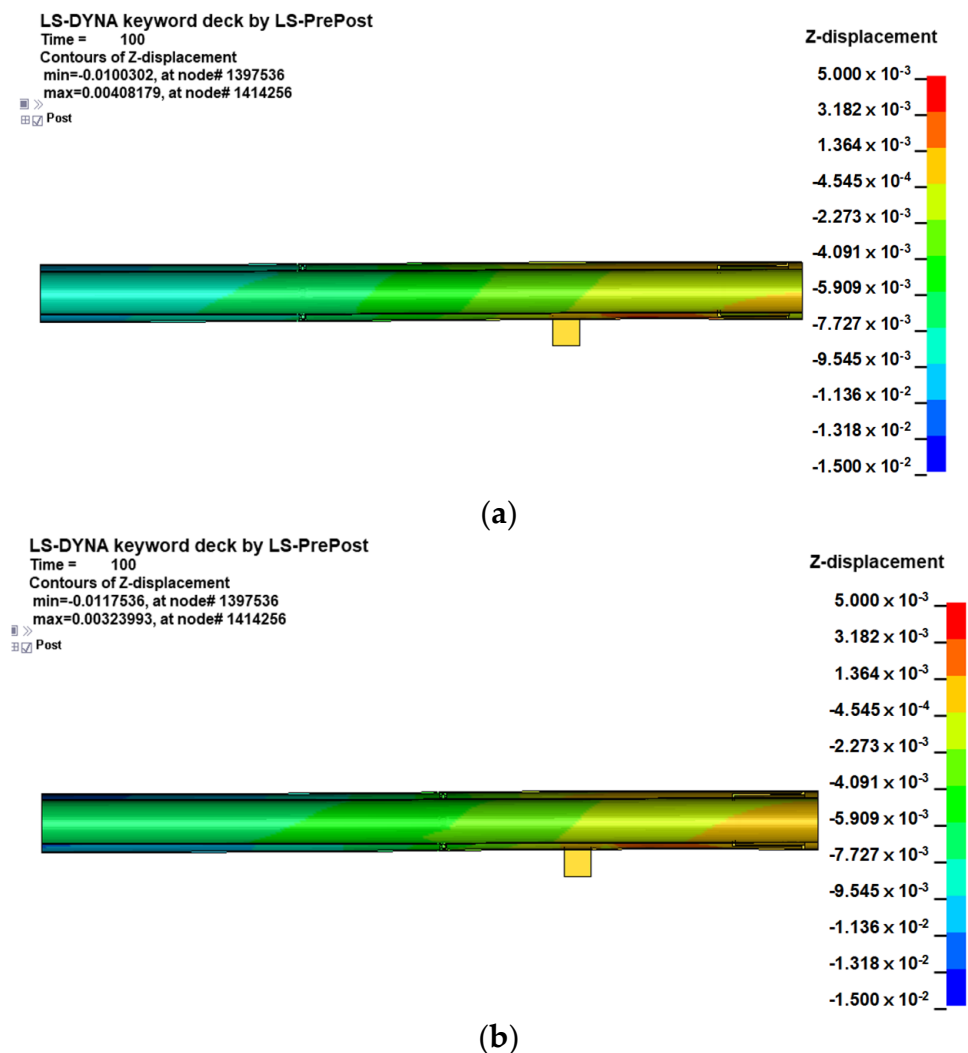 LS-DYNA keyword deck by LS-PrePost
Time = 100
Contours of Z-displacement
min=-0.0100302, at node# 1397536
max=0.00408179, at node# 1414256
Post
Z-displacement
5.000 x 10⁻³
3.182 x 10⁻³
1.364 x 10⁻³
-4.545 x 10⁻⁴
-2.273 x 10⁻³
-4.091 x 10⁻³
-5.909 x 10⁻³
-7.727 x 10⁻³
-9.545 x 10⁻³
-1.136 x 10⁻²
-1.318 x 10⁻²
-1.500 x 10⁻²
(a)
LS-DYNA keyword deck by LS-PrePost
Time = 100
Contours of Z-displacement
min=-0.0117536, at node# 1397536
max=0.00323993, at node# 1414256
Post
Z-displacement
5.000 x 10⁻³
3.182 x 10⁻³
1.364 x 10⁻³
-4.545 x 10⁻⁴
-2.273 x 10⁻³
-4.091 x 10⁻³
-5.909 x 10⁻³
-7.727 x 10⁻³
-9.545 x 10⁻³
-1.136 x 10⁻²
-1.318 x 10⁻²
-1.500 x 10⁻²
(b)